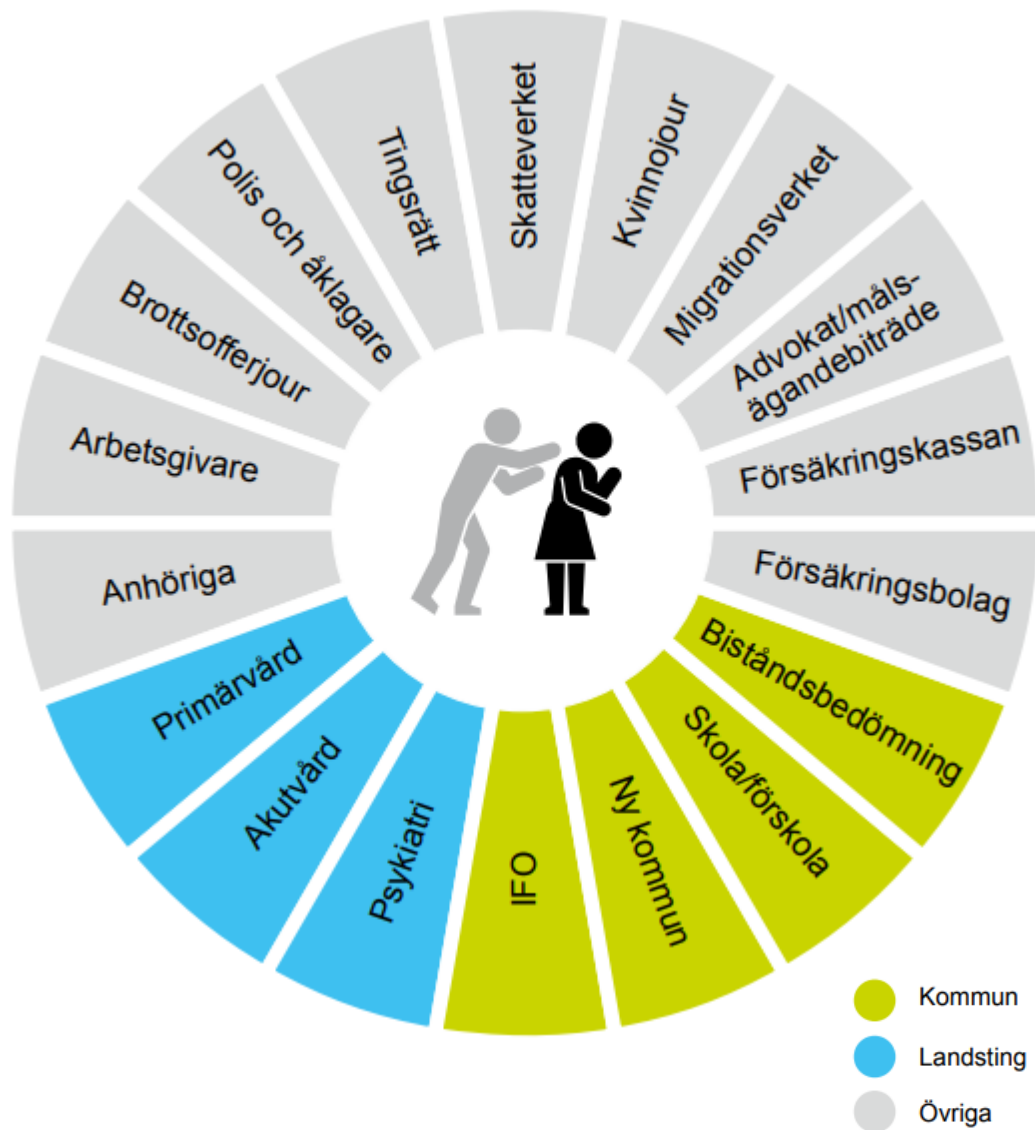 Skatteverket
Kvinnojour
Migrationsverket
Advokat/måls-
ägandebiträde
Försäkringskassan
Försäkringsbolag
Biståndsbedömning
Skola/förskola
Ny kommun
IFO
Psykiatri
Akutvård
Primärvård
Anhöriga
Arbetsgivare
Brottsofferjour
Polis och åklagare
Tingsrätt
Kommun
Landsting
Övriga